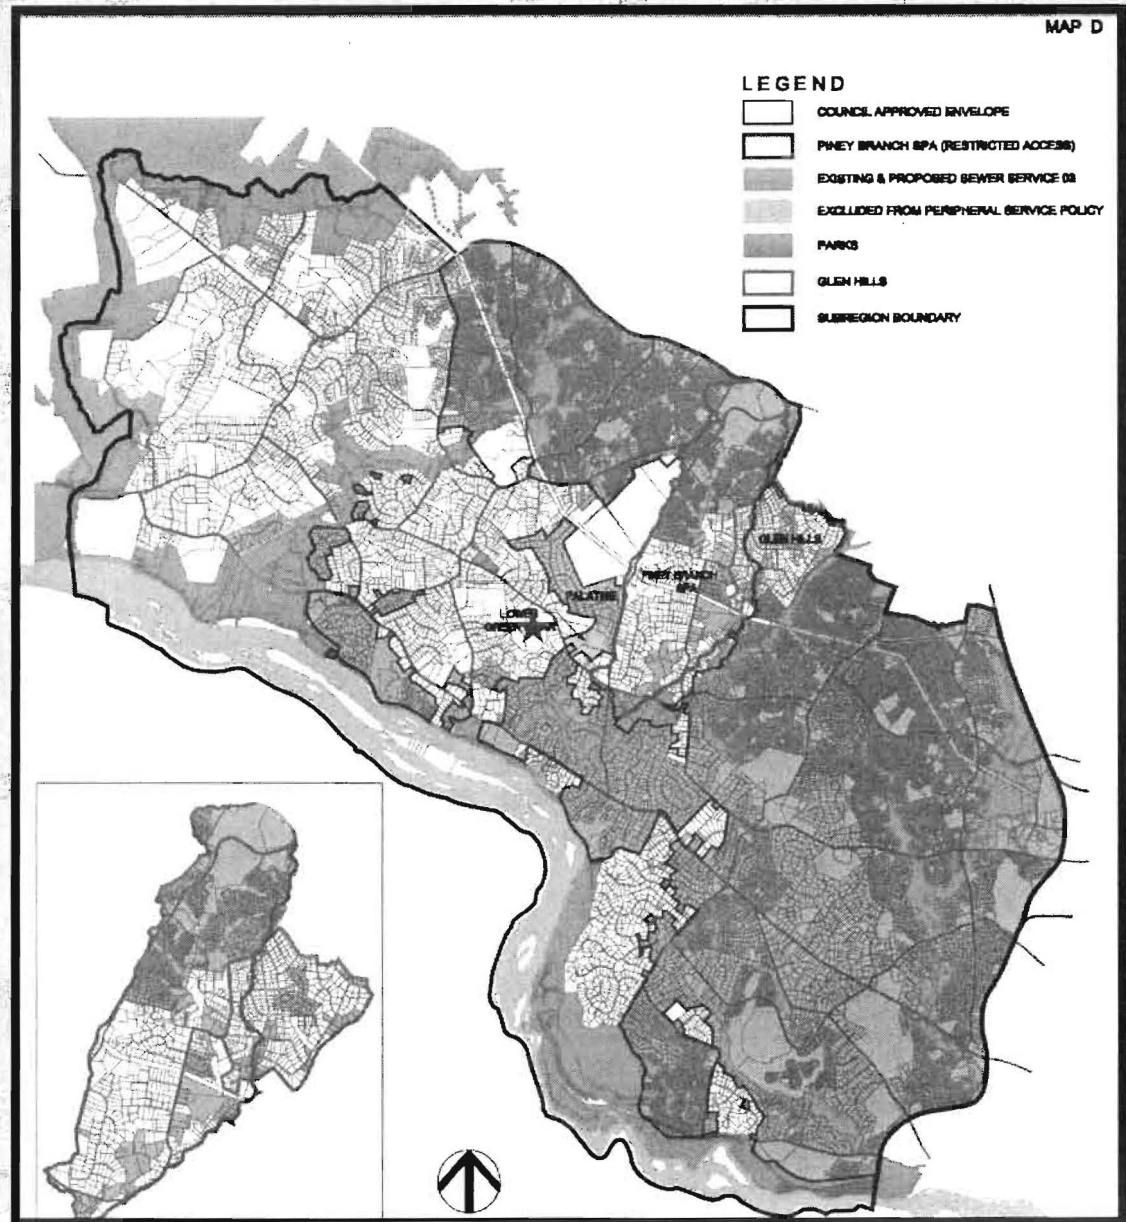 MAP D
LEGEND
COUNCIL APPROVED ENVELOPE
PINEY BRANCH SPA (RESTRICTED ACCESS)
EXISTING & PROPOSED SEWER SERVICE 03
EXCLUDED FROM PERIPHERAL SERVICE POLICY
PARKS
GLEN HILLS
SUBREGION BOUNDARY
GLEN HILLS
PINEY BRANCH
SPA
PALATINE
LOWER